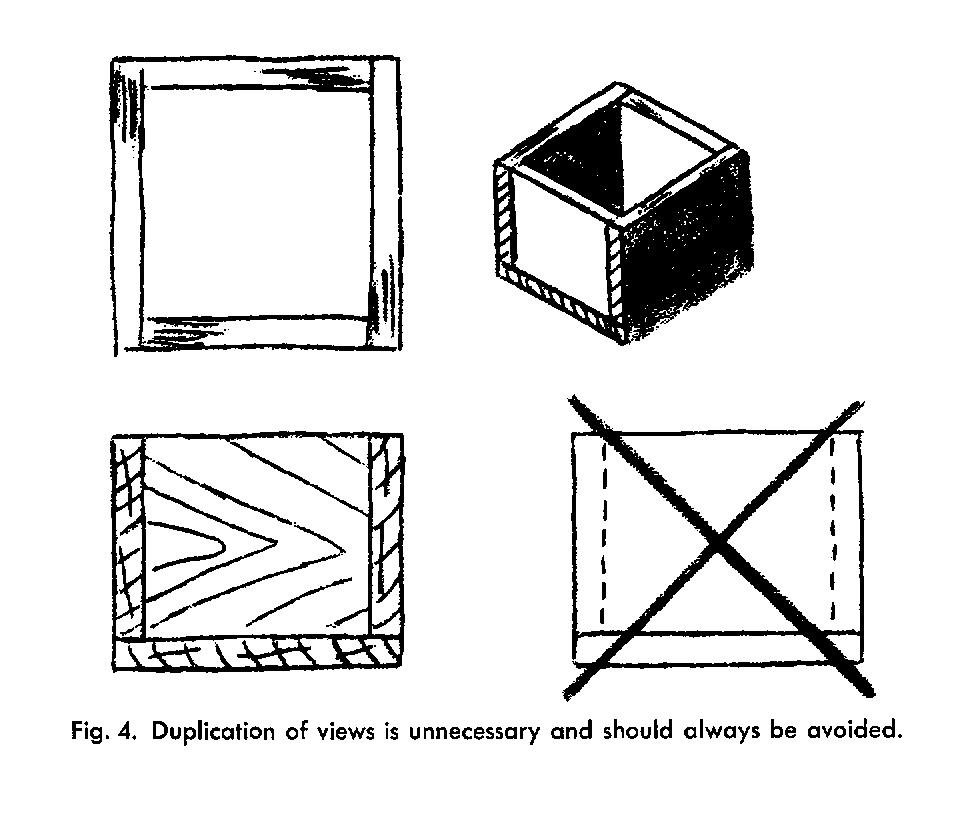 Fig. 4. Duplication of views is unnecessary and should always be avoided.